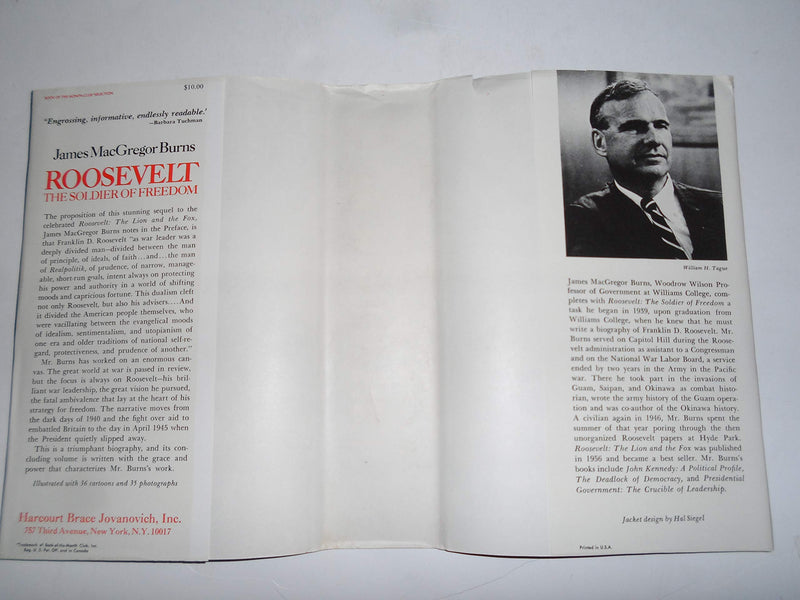 *BOOK-OF-THE-MONTH CLUB SELECTION
$10.00
"Engrossing, informative, endlessly readable.'
—Barbara Tuchman
James MacGregor Burns
ROOSEVELT
THE SOLDIER OF FREEDOM
The proposition of this stunning sequel to the
celebrated Roosevelt: The Lion and the Fox,
James MacGregor Burns notes in the Preface, is
that Franklin D. Roosevelt "as war leader was a
deeply divided man—divided between the man
of principle, of ideals, of faith...and...the
man of Realpolitik, of prudence, of narrow, manage-
able, short-run goals, intent always on protecting
his power and authority in a world of shifting
moods and capricious fortune. This dualism cleft
not only Roosevelt, but also his advisers....And
it divided the American people themselves, who
were vacillating between the evangelical moods
of idealism, sentimentalism, and utopianism of
one era and older traditions of national self-re-
gard, protectiveness, and prudence of another."
Mr. Burns has worked on an enormous can-
vas. The great world at war is passed in review,
but the focus is always on Roosevelt—his bril-
liant war leadership, the great vision he pursued,
the fatal ambivalence that lay at the heart of his
strategy for freedom. The narrative moves from
the dark days of 1940 and the fight over aid to
embattled Britain to the day in April 1945 when
the President quietly slipped away.
This is a triumphant biography, and its con-
cluding volume is written with the grace and
power that characterizes Mr. Burns's work.
Illustrated with 36 cartoons and 35 photographs
Harcourt Brace Jovanovich, Inc.
757 Third Avenue, New York, N.Y. 10017
*Trademark of Book-of-the-Month Club, Inc.
Reg. U. S. Pat. Off. and in Canada
William H. Tague
James MacGregor Burns, Woodrow Wilson Pro-
fessor of Government at Williams College, com-
pletes with Roosevelt: The Soldier of Freedom a
task he began in 1939, upon graduation from
Williams College, when he knew that he must
write a biography of Franklin D. Roosevelt. Mr.
Burns served on Capitol Hill during the Roose-
velt administration as assistant to a Congressman
and on the National War Labor Board, a service
ended by two years in the Army in the Pacific
war. There he took part in the invasions of
Guam, Saipan, and Okinawa as combat histo-
rian, wrote the army history of the Guam opera-
tion and was co-author of the Okinawa history.
A civilian again in 1946, Mr. Burns spent the
summer of that year poring through the then
unorganized Roosevelt papers at Hyde Park.
Roosevelt: The Lion and the Fox was published
in 1956 and became a best seller. Mr. Burns's
books include John Kennedy: A Political Profile,
The Deadlock of Democracy, and Presidential
Government: The Crucible of Leadership.
Jacket design by Hal Siegel
Printed in U.S.A.